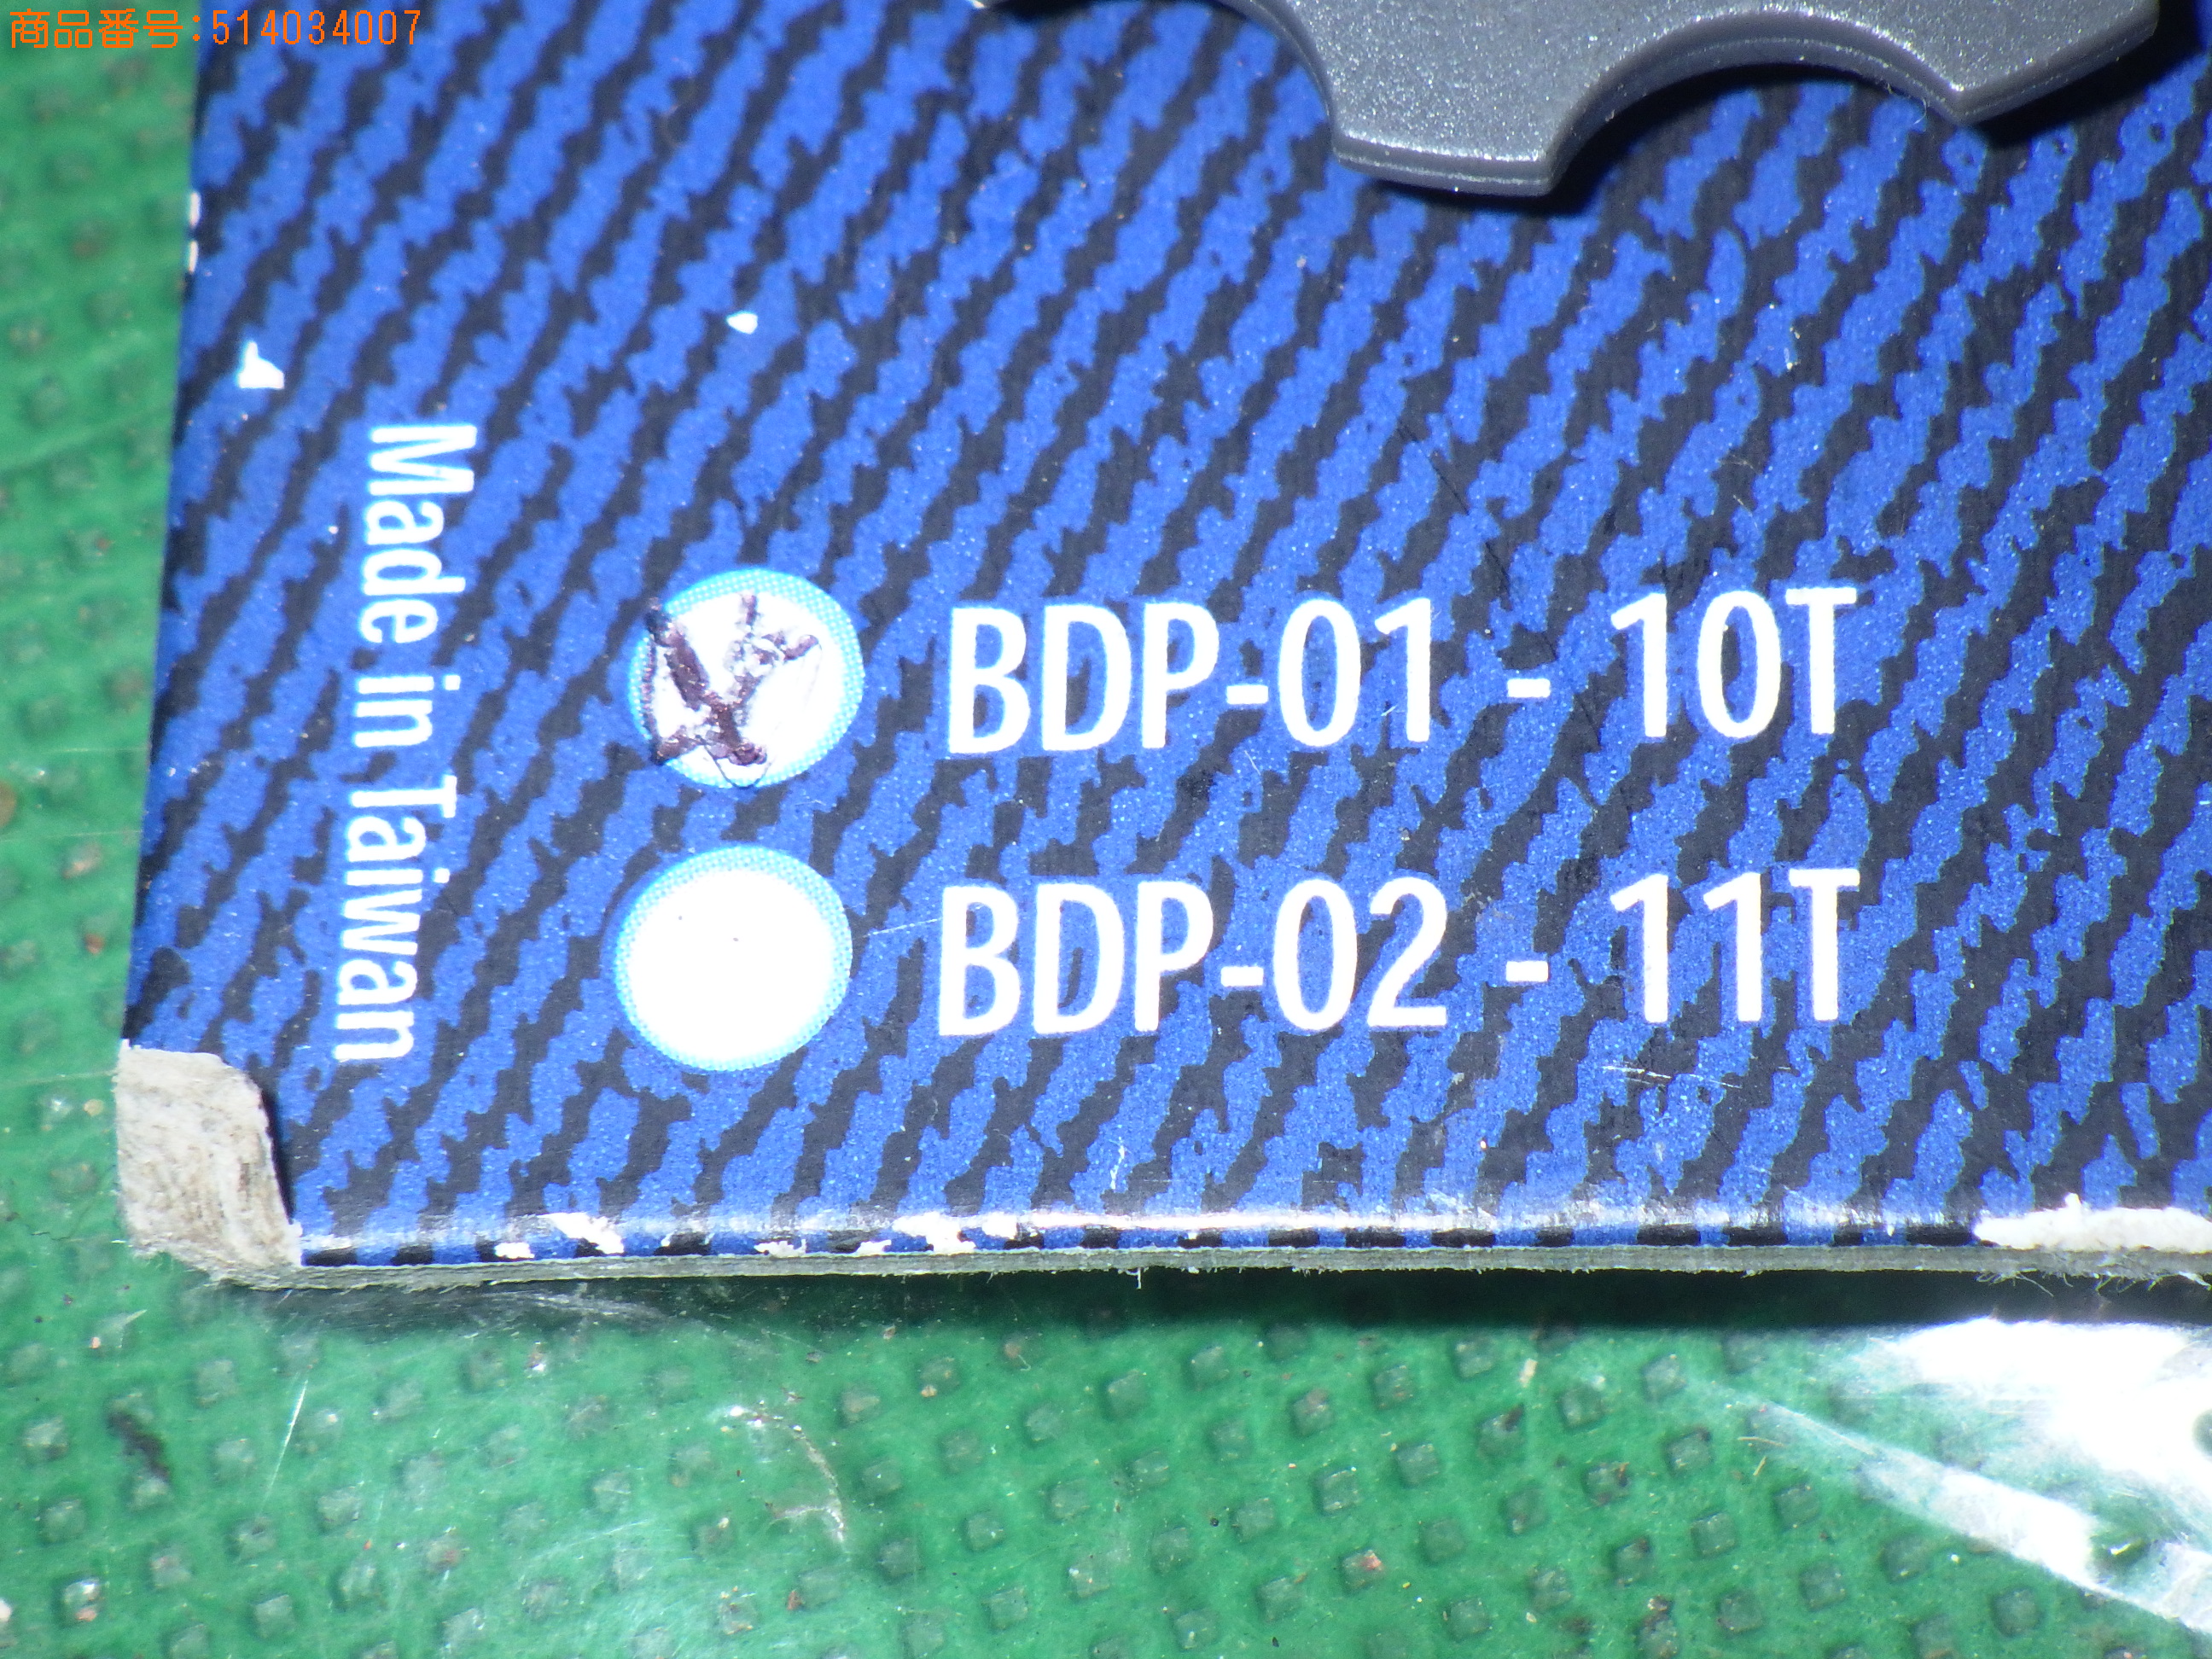 商品番号:514034007
Made in Taiwan
BDP-01 - 10T
BDP-02 - 11T